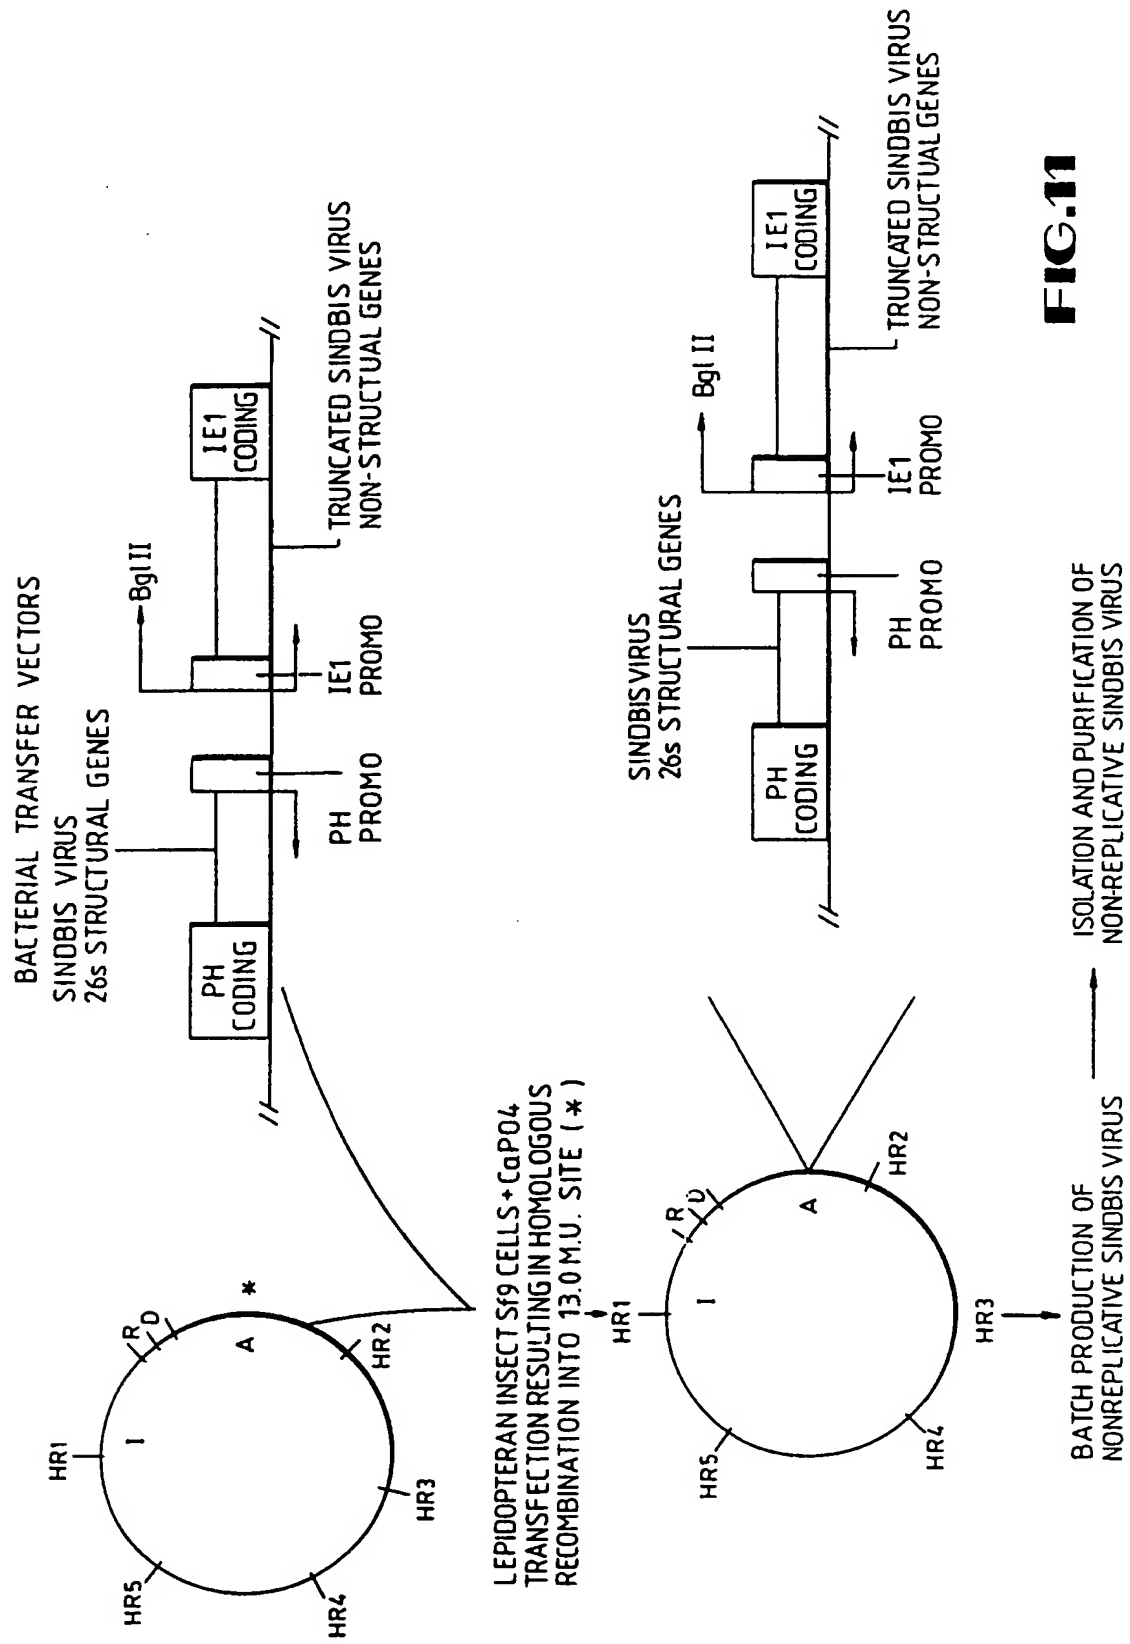 BACTERIAL TRANSFER VECTORS
SINDBIS VIRUS
26s STRUCTURAL GENES
PH
CODING
PH
PROMO
BglII
IE1
PROMO
IE1
CODING
TRUNCATED SINDBIS VIRUS
NON-STRUCTUAL GENES
HR1
I
R
D
A
*
HR2
HR3
HR4
HR5
LEPIDOPTERAN INSECT Sf9 CELLS+CaPO4
TRANSFECTION RESULTING IN HOMOLOGOUS
RECOMBINATION INTO 13.0 M.U. SITE (*)
HR1
I
R
D
A
HR2
HR3
HR4
HR5
SINDBIS VIRUS
26s STRUCTURAL GENES
PH
CODING
PH
PROMO
Bgl II
IE1
PROMO
IE1
CODING
TRUNCATED SINDBIS VIRUS
NON-STRUCTUAL GENES
BATCH PRODUCTION OF
NONREPLICATIVE SINDBIS VIRUS
ISOLATION AND PURIFICATION OF
NON-REPLICATIVE SINDBIS VIRUS
FIG.11